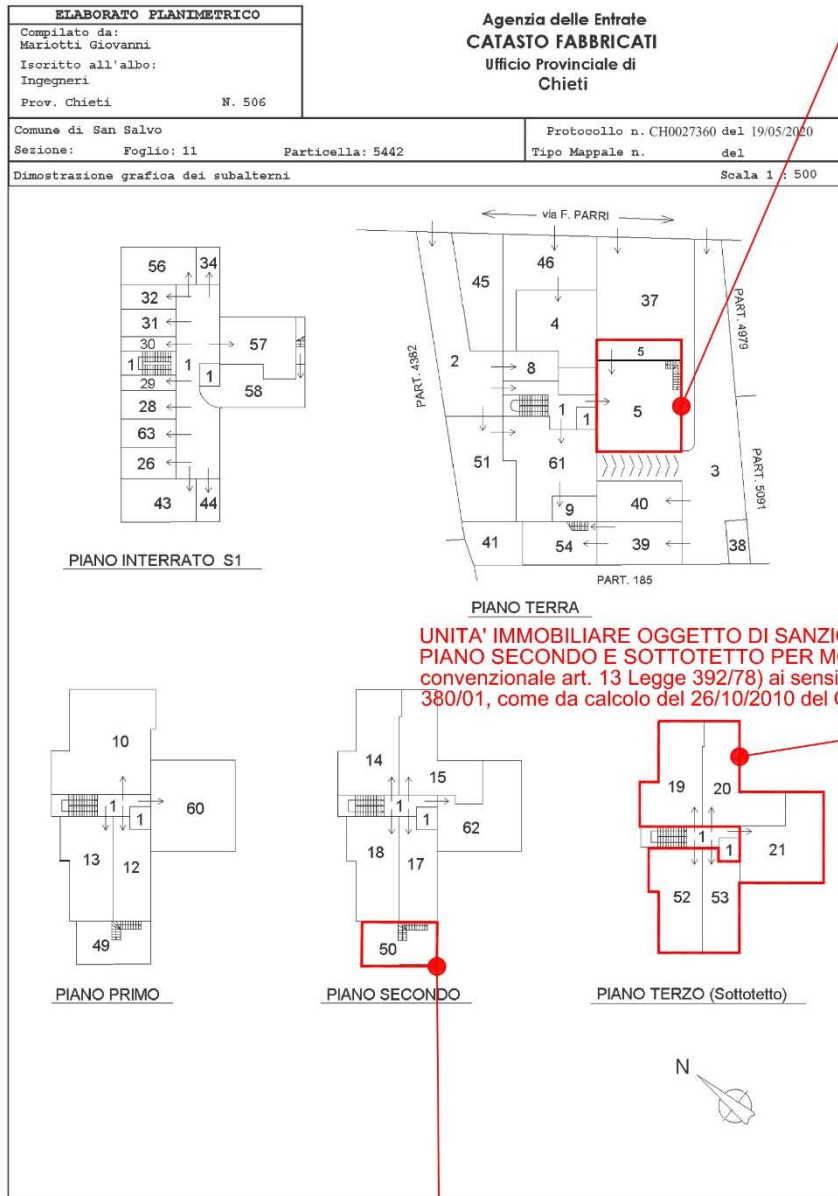 ELABORATO PLANIMETRICO
Compilato da:
Mariotti Giovanni
Iscritto all'albo:
Ingegneri
Prov. Chieti N. 506
Agenzia delle Entrate
CATASTO FABBRICATI
Ufficio Provinciale di
Chieti
Comune di San Salvo
Sezione: Foglio: 11 Particella: 5442
Protocollo n. CH0027360 del 19/05/2020
Tipo Mappale n. del
Dimostrazione grafica dei subalterni
Scala 1 : 500
56 34
32
31
30
1 1
29
28
63
26
43 44
57
1
58
PIANO INTERRATO S1
via F. PARRI
45 46 37
4
2 8
5
5
1 1
51 61 3
9 40
41 54 39 38
PART. 4382
PART. 4979
PART. 5091
PART. 185
PIANO TERRA
UNITA' IMMOBILIARE OGGETTO DI SANZI
PIANO SECONDO E SOTTOTETTO PER M
convenzionale art. 13 Legge 392/78) ai sensi
380/01, come da calcolo del 26/10/2010 del
10
1
1
60
13 12
49
PIANO PRIMO
14 15
1
1
62
18 17
50
PIANO SECONDO
19 20
1
1
21
52 53
PIANO TERZO (Sottotetto)
N